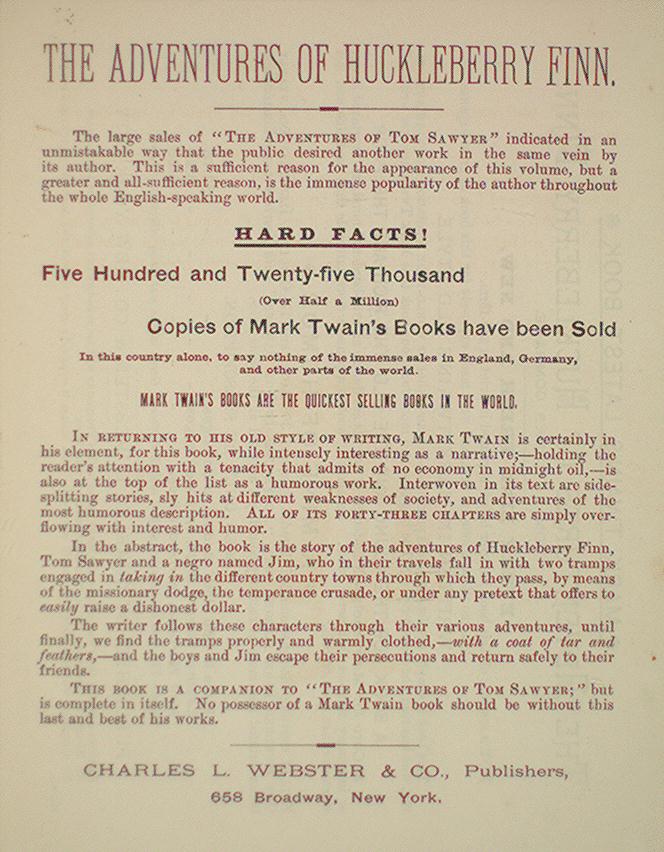 THE ADVENTURES OF HUCKLEBERRY FINN.
The large sales of “THE ADVENTURES OF TOM SAWYER” indicated in an
unmistakable way that the public desired another work in the same vein by
its author. This is a sufficient reason for the appearance of this volume, but a
greater and all-sufficient reason, is the immense popularity of the author throughout
the whole English-speaking world.
HARD FACTS!
Five Hundred and Twenty-five Thousand
(Over Half a Million)
Copies of Mark Twain's Books have been Sold
In this country alone, to say nothing of the immense sales in England, Germany,
and other parts of the world.
MARK TWAIN'S BOOKS ARE THE QUICKEST SELLING BOOKS IN THE WORLD.
IN RETURNING TO HIS OLD STYLE OF WRITING, MARK TWAIN is certainly in
his element, for this book, while intensely interesting as a narrative;—holding the
reader's attention with a tenacity that admits of no economy in midnight oil,—is
also at the top of the list as a humorous work. Interwoven in its text are side-
splitting stories, sly hits at different weaknesses of society, and adventures of the
most humorous description. ALL OF ITS FORTY-THREE CHAPTERS are simply over-
flowing with interest and humor.
In the abstract, the book is the story of the adventures of Huckleberry Finn,
Tom Sawyer and a negro named Jim, who in their travels fall in with two tramps
engaged in taking in the different country towns through which they pass, by means
of the missionary dodge, the temperance crusade, or under any pretext that offers to
easily raise a dishonest dollar.
The writer follows these characters through their various adventures, until
finally, we find the tramps properly and warmly clothed,—with a coat of tar and
feathers,—and the boys and Jim escape their persecutions and return safely to their
friends.
THIS BOOK IS A COMPANION TO “THE ADVENTURES OF TOM SAWYER;” but
is complete in itself. No possessor of a Mark Twain book should be without this
last and best of his works.
CHARLES L. WEBSTER & CO., Publishers,
658 Broadway, New York.